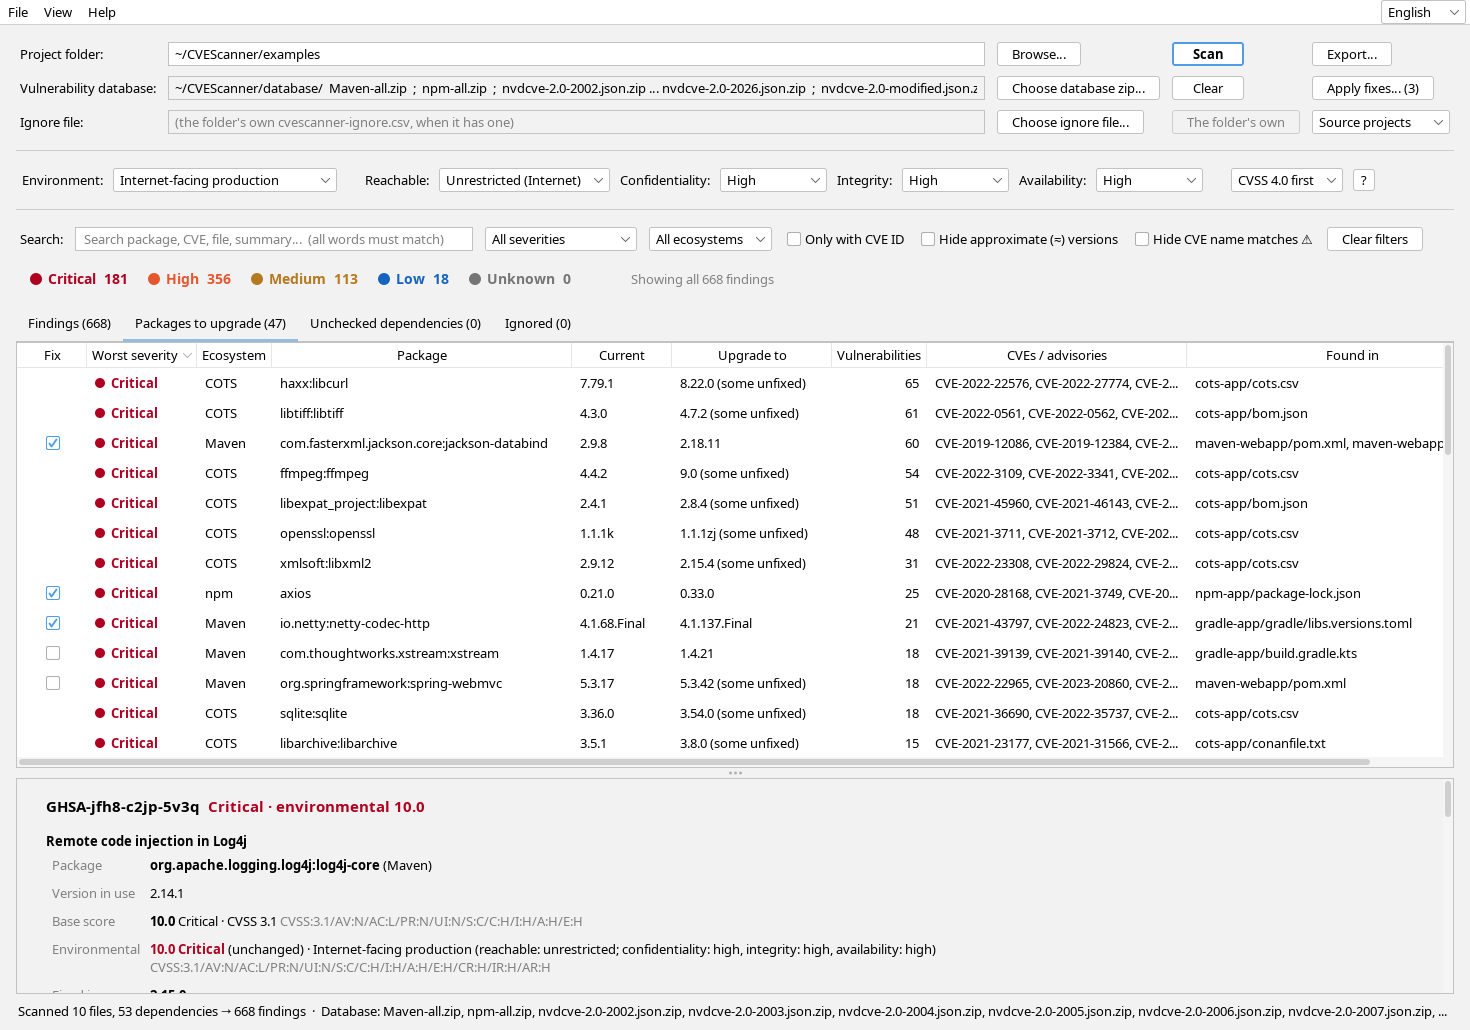 File View Help English
Project folder: ~/CVEScanner/examples Browse... Scan Export...
Vulnerability database: ~/CVEScanner/database/ Maven-all.zip ; npm-all.zip ; nvdcve-2.0-2002.json.zip ... nvdcve-2.0-2026.json.zip ; nvdcve-2.0-modified.json.z Choose database zip... Clear Apply fixes... (3)
Ignore file: (the folder's own cvescanner-ignore.csv, when it has one) Choose ignore file... The folder's own Source projects
Environment: Internet-facing production Reachable: Unrestricted (Internet) Confidentiality: High Integrity: High Availability: High CVSS 4.0 first ?
Search: Search package, CVE, file, summary... (all words must match) All severities All ecosystems Only with CVE ID Hide approximate (≈) versions Hide CVE name matches ⚠ Clear filters
Critical 181 High 356 Medium 113 Low 18 Unknown 0 Showing all 668 findings
Findings (668) Packages to upgrade (47) Unchecked dependencies (0) Ignored (0)
Fix Worst severity Ecosystem Package Current Upgrade to Vulnerabilities CVEs / advisories Found in
Critical COTS haxx:libcurl 7.79.1 8.22.0 (some unfixed) 65 CVE-2022-22576, CVE-2022-27774, CVE-2... cots-app/cots.csv
Critical COTS libtiff:libtiff 4.3.0 4.7.2 (some unfixed) 61 CVE-2022-0561, CVE-2022-0562, CVE-202... cots-app/bom.json
Critical Maven com.fasterxml.jackson.core:jackson-databind 2.9.8 2.18.11 60 CVE-2019-12086, CVE-2019-12384, CVE-2... maven-webapp/pom.xml, maven-webapp
Critical COTS ffmpeg:ffmpeg 4.4.2 9.0 (some unfixed) 54 CVE-2022-3109, CVE-2022-3341, CVE-202... cots-app/cots.csv
Critical COTS libexpat_project:libexpat 2.4.1 2.8.4 (some unfixed) 51 CVE-2021-45960, CVE-2021-46143, CVE-2... cots-app/bom.json
Critical COTS openssl:openssl 1.1.1k 1.1.1zj (some unfixed) 48 CVE-2021-3711, CVE-2021-3712, CVE-202... cots-app/cots.csv
Critical COTS xmlsoft:libxml2 2.9.12 2.15.4 (some unfixed) 31 CVE-2022-23308, CVE-2022-29824, CVE-2... cots-app/cots.csv
Critical npm axios 0.21.0 0.33.0 25 CVE-2020-28168, CVE-2021-3749, CVE-20... npm-app/package-lock.json
Critical Maven io.netty:netty-codec-http 4.1.68.Final 4.1.137.Final 21 CVE-2021-43797, CVE-2022-24823, CVE-2... gradle-app/gradle/libs.versions.toml
Critical Maven com.thoughtworks.xstream:xstream 1.4.17 1.4.21 18 CVE-2021-39139, CVE-2021-39140, CVE-2... gradle-app/build.gradle.kts
Critical Maven org.springframework:spring-webmvc 5.3.17 5.3.42 (some unfixed) 18 CVE-2022-22965, CVE-2023-20860, CVE-2... maven-webapp/pom.xml
Critical COTS sqlite:sqlite 3.36.0 3.54.0 (some unfixed) 18 CVE-2021-36690, CVE-2022-35737, CVE-2... cots-app/cots.csv
Critical COTS libarchive:libarchive 3.5.1 3.8.0 (some unfixed) 15 CVE-2021-23177, CVE-2021-31566, CVE-2... cots-app/conanfile.txt
GHSA-jfh8-c2jp-5v3q Critical · environmental 10.0
Remote code injection in Log4j
Package org.apache.logging.log4j:log4j-core (Maven)
Version in use 2.14.1
Base score 10.0 Critical · CVSS 3.1 CVSS:3.1/AV:N/AC:L/PR:N/UI:N/S:C/C:H/I:H/A:H/E:H
Environmental 10.0 Critical (unchanged) · Internet-facing production (reachable: unrestricted; confidentiality: high, integrity: high, availability: high)
CVSS:3.1/AV:N/AC:L/PR:N/UI:N/S:C/C:H/I:H/A:H/E:H/CR:H/IR:H/AR:H
Scanned 10 files, 53 dependencies → 668 findings · Database: Maven-all.zip, npm-all.zip, nvdcve-2.0-2002.json.zip, nvdcve-2.0-2003.json.zip, nvdcve-2.0-2004.json.zip, nvdcve-2.0-2005.json.zip, nvdcve-2.0-2006.json.zip, nvdcve-2.0-2007.json.zip, ...